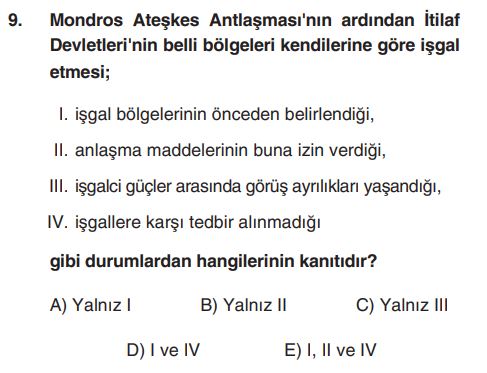 9. Mondros Ateşkes Antlaşması'nın ardından İtilaf
Devletleri'nin belli bölgeleri kendilerine göre işgal
etmesi;
I. işgal bölgelerinin önceden belirlendiği,
II. anlaşma maddelerinin buna izin verdiği,
III. işgalci güçler arasında görüş ayrılıkları yaşandığı,
IV. işgallere karşı tedbir alınmadığı
gibi durumlardan hangilerinin kanıtıdır?
A) Yalnız I B) Yalnız II C) Yalnız III
D) I ve IV E) I, II ve IV